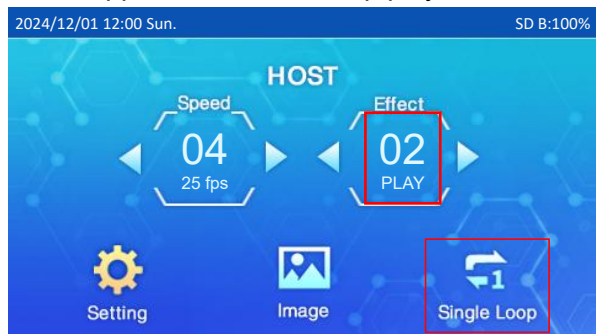 2024/12/01 12:00 Sun. SD B:100%
HOST
Speed Effect
04 02
25 fps PLAY
1
Setting Image Single Loop